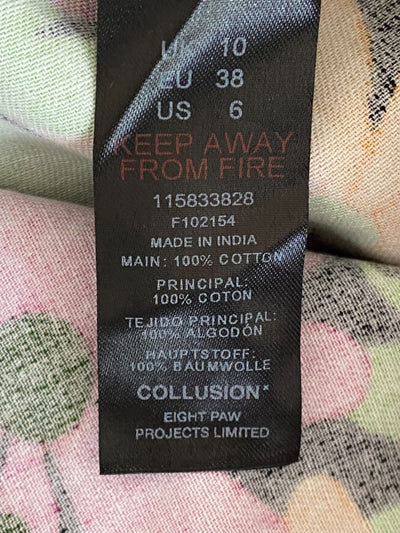 UK 10
EU 38
US 6
KEEP AWAY
FROM FIRE
115833828
F102154
MADE IN INDIA
MAIN: 100% COTTON
PRINCIPAL:
100% COTON
TEJIDO PRINCIPAL:
100% ALGODÓN
HAUPTSTOFF:
100% BAUMWOLLE
COLLUSION*
EIGHT PAW
PROJECTS LIMITED